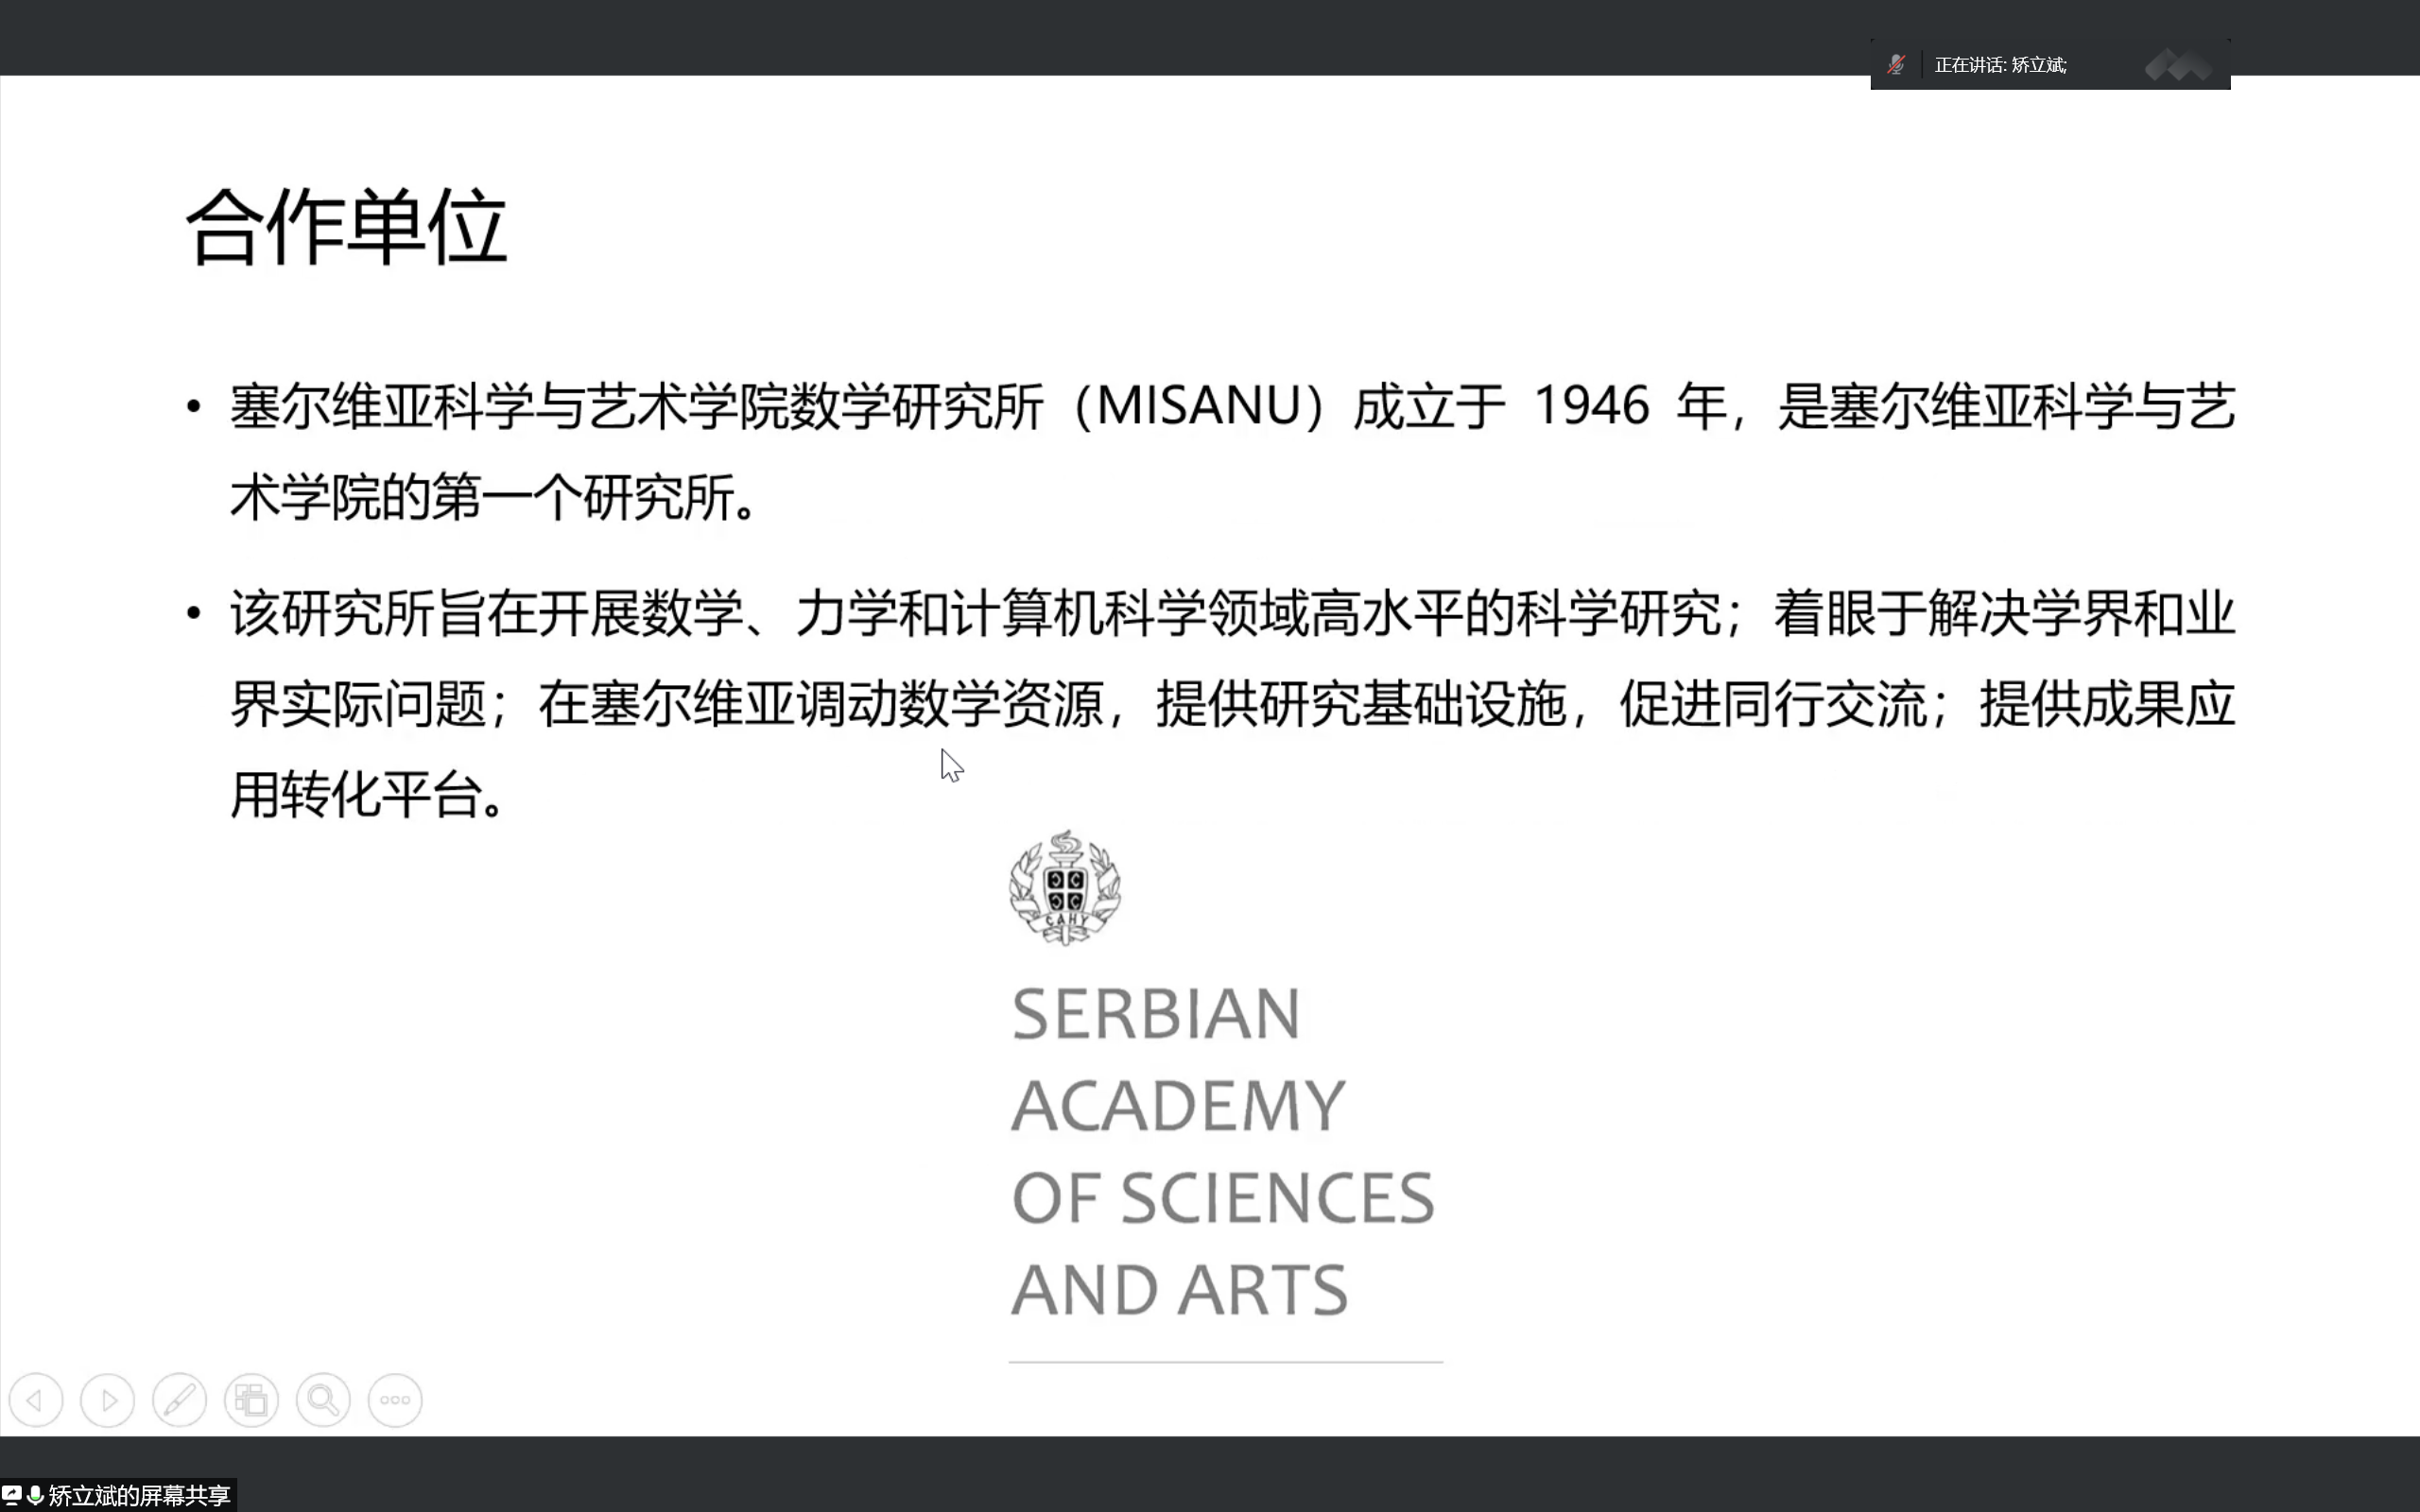 正在讲话: 矫立斌;
合作单位
• 塞尔维亚科学与艺术学院数学研究所（MISANU）成立于 1946 年，是塞尔维亚科学与艺
术学院的第一个研究所。
• 该研究所旨在开展数学、力学和计算机科学领域高水平的科学研究；着眼于解决学界和业
界实际问题；在塞尔维亚调动数学资源，提供研究基础设施，促进同行交流；提供成果应
用转化平台。
САНУ
SERBIAN
ACADEMY
OF SCIENCES
AND ARTS
矫立斌的屏幕共享